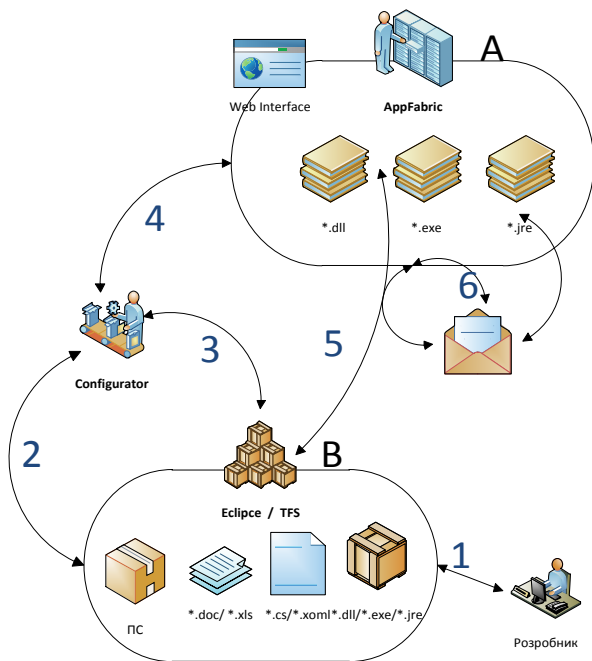 A
Web Interface
AppFabric
*.dll
*.exe
*.jre
4
6
3
5
Configurator
2
B
Eclipce / TFS
1
ПС
*.doc/ *.xls
*.cs/*.xoml
*.dll/*.exe/*.jre
Розробник